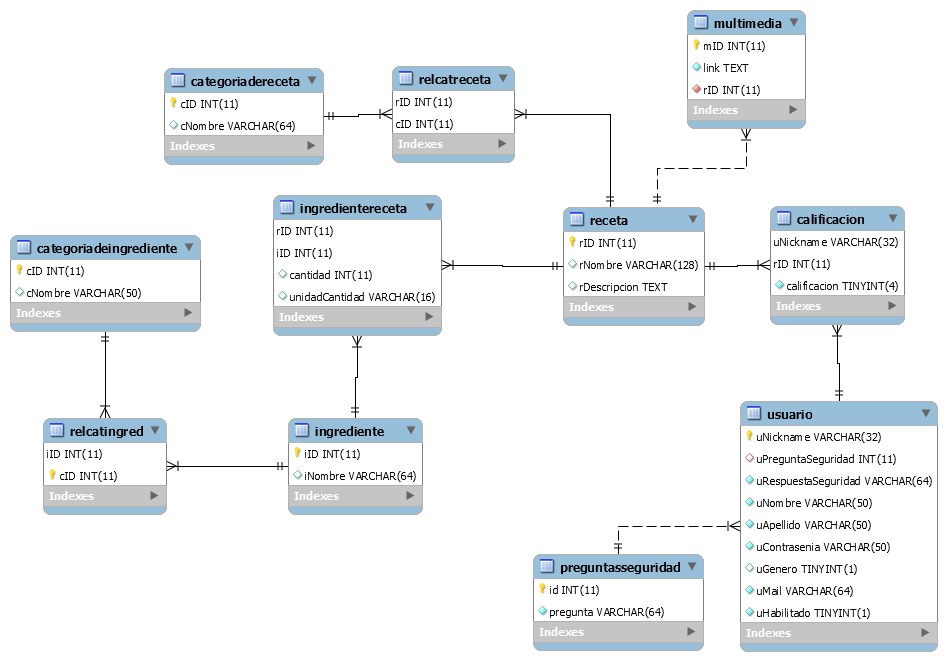 multimedia
mID INT(11)
link TEXT
rID INT(11)
Indexes
categoriadereceta
cID INT(11)
cNombre VARCHAR(64)
Indexes
relcatreceta
rID INT(11)
cID INT(11)
Indexes
ingredientereceta
rID INT(11)
iID INT(11)
cantidad INT(11)
unidadCantidad VARCHAR(16)
Indexes
receta
rID INT(11)
rNombre VARCHAR(128)
rDescripcion TEXT
Indexes
calificacion
uNickname VARCHAR(32)
rID INT(11)
calificacion TINYINT(4)
Indexes
categoriadeingrediente
cID INT(11)
cNombre VARCHAR(50)
Indexes
relcatingred
iID INT(11)
cID INT(11)
Indexes
ingrediente
iID INT(11)
iNombre VARCHAR(64)
Indexes
usuario
uNickname VARCHAR(32)
uPreguntaSeguridad INT(11)
uRespuestaSeguridad VARCHAR(64)
uNombre VARCHAR(50)
uApellido VARCHAR(50)
uContrasenia VARCHAR(50)
uGenero TINYINT(1)
uMail VARCHAR(64)
uHabilitado TINYINT(1)
Indexes
preguntasseguridad
id INT(11)
pregunta VARCHAR(64)
Indexes